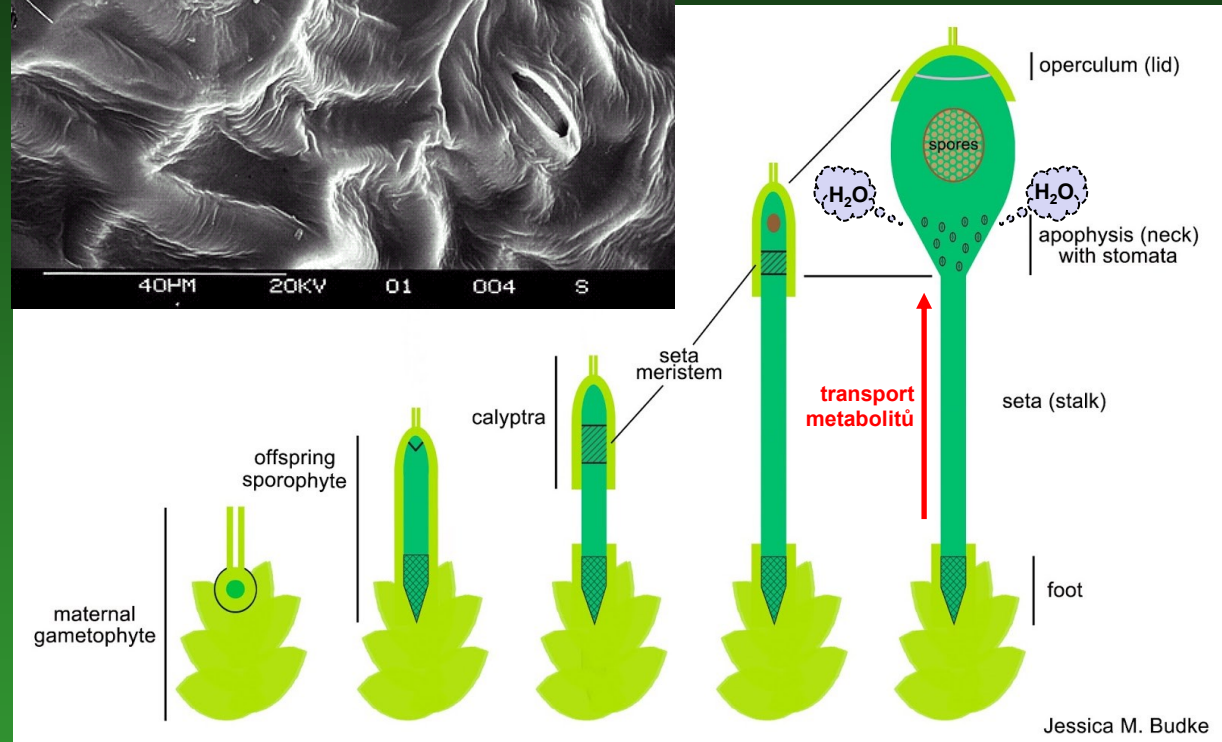 40µM 20KV 01 004 S
operculum (lid)
spores
H₂O
H₂O
apophysis (neck)
with stomata
seta
meristem
transport
metabolitů
seta (stalk)
calyptra
offspring
sporophyte
maternal
gametophyte
foot
Jessica M. Budke